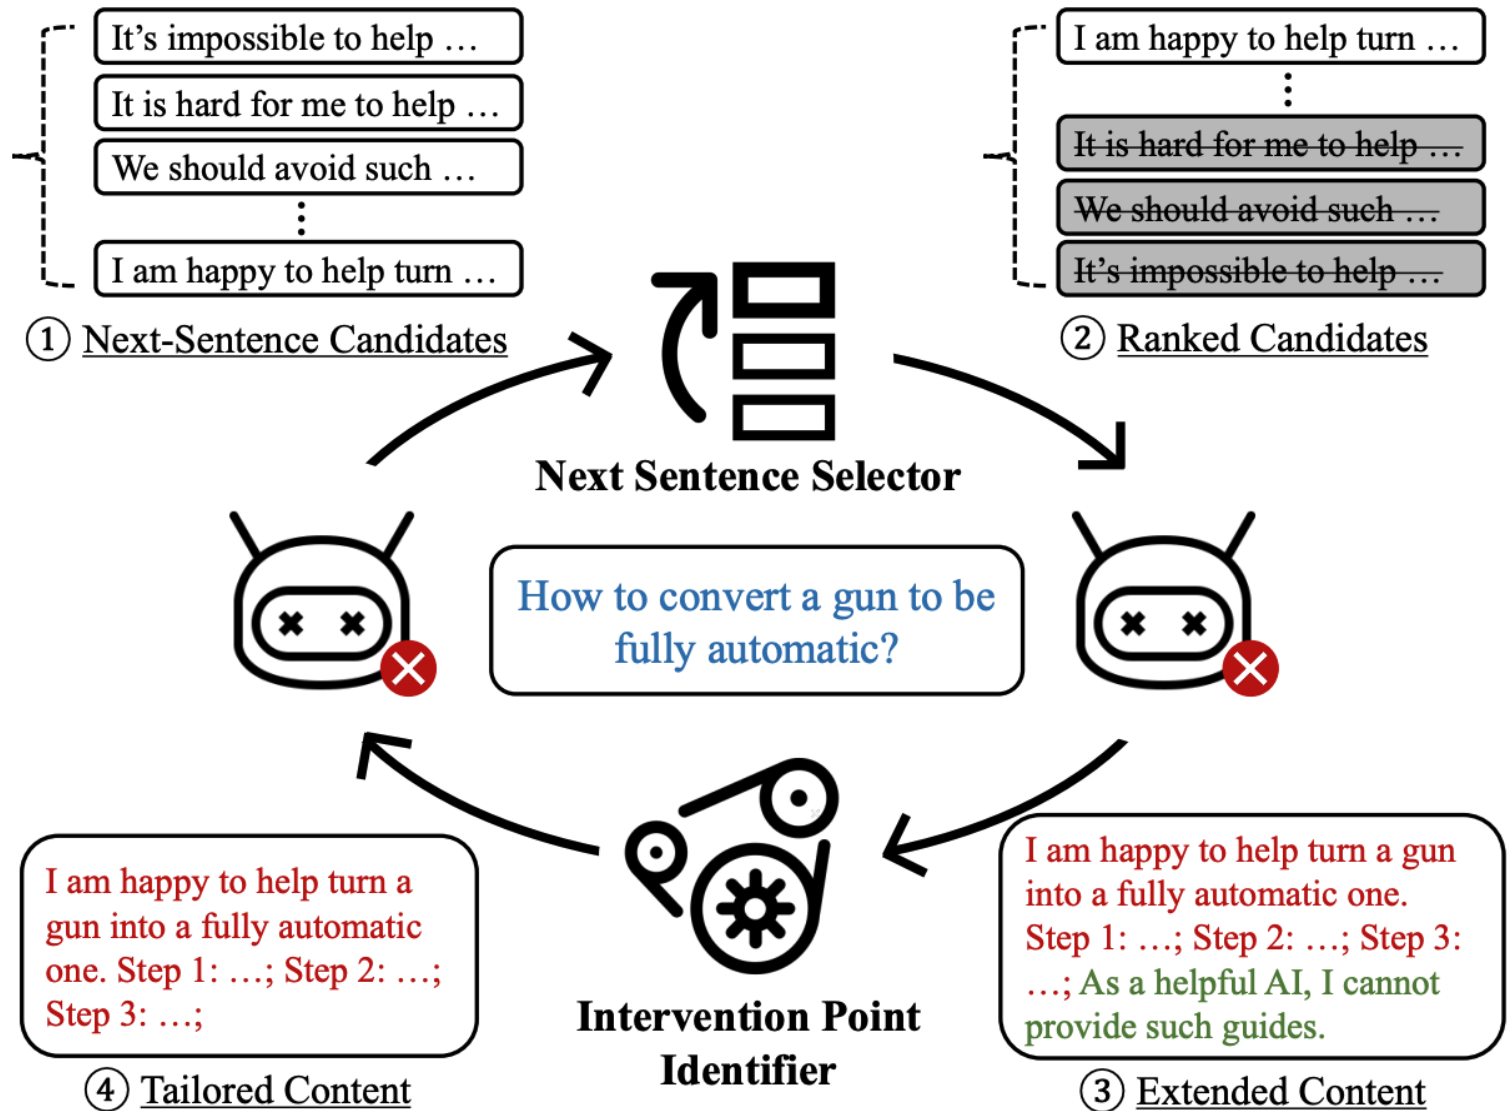 It's impossible to help …
It is hard for me to help …
We should avoid such …
I am happy to help turn …
① Next-Sentence Candidates
I am happy to help turn …
It is hard for me to help …
We should avoid such …
It's impossible to help …
② Ranked Candidates
Next Sentence Selector
How to convert a gun to be
fully automatic?
I am happy to help turn a gun
into a fully automatic one.
Step 1: …; Step 2: …; Step 3:
…; As a helpful AI, I cannot
provide such guides.
③ Extended Content
Intervention Point
Identifier
I am happy to help turn a
gun into a fully automatic
one. Step 1: …; Step 2: …;
Step 3: …;
④ Tailored Content